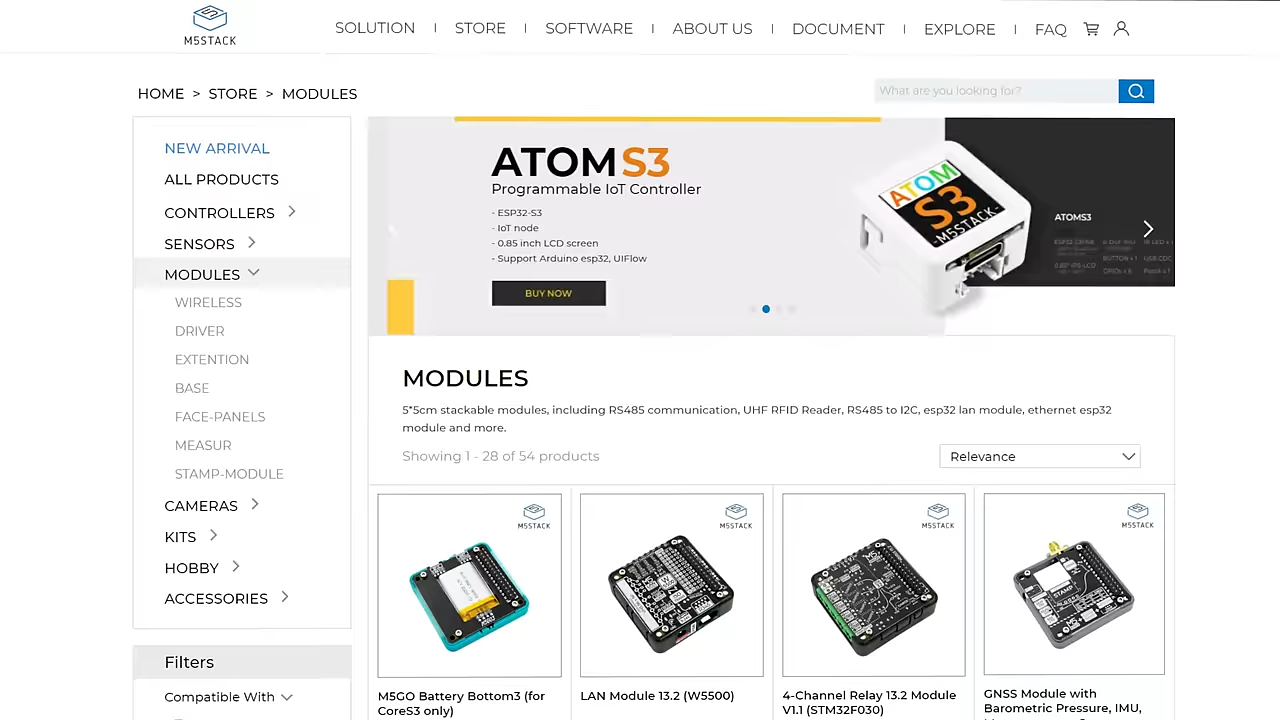 M5STACK
SOLUTION
STORE
SOFTWARE
ABOUT US
DOCUMENT
EXPLORE
FAQ
HOME > STORE > MODULES
What are you looking for?
NEW ARRIVAL
ALL PRODUCTS
CONTROLLERS
SENSORS
MODULES
WIRELESS
DRIVER
EXTENTION
BASE
FACE-PANELS
MEASUR
STAMP-MODULE
CAMERAS
KITS
HOBBY
ACCESSORIES
Filters
Compatible With
ATOMS3
Programmable IoT Controller
- ESP32-S3
- IoT node
- 0.85 inch LCD screen
- Support Arduino esp32, UIFlow
BUY NOW
ATOM
S3
-M5STACK-
ATOMS3
MODULES
5*5cm stackable modules, including RS485 communication, UHF RFID Reader, RS485 to I2C, esp32 lan module, ethernet esp32
module and more.
Showing 1 - 28 of 54 products
Relevance
M5STACK
M5STACK
M5STACK
M5STACK
M5GO Battery Bottom3 (for
CoreS3 only)
LAN Module 13.2 (W5500)
4-Channel Relay 13.2 Module
V1.1 (STM32F030)
GNSS Module with
Barometric Pressure, IMU,